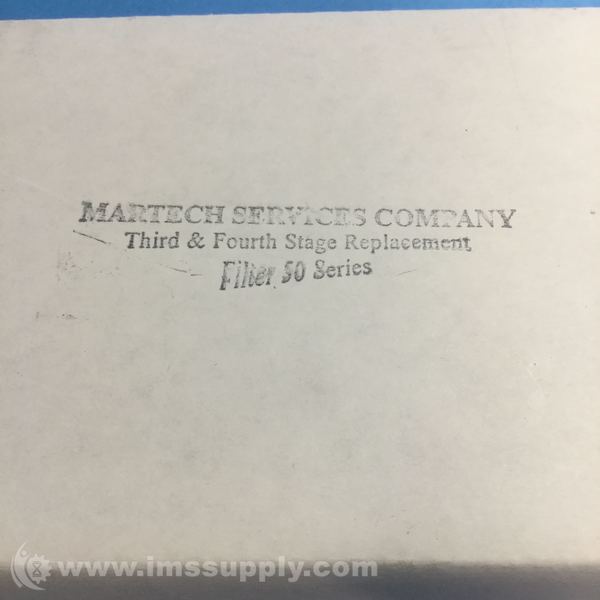 MARTECH SERVICES COMPANY
Third & Fourth Stage Replacement
Filter 50 Series
www.imssupply.com